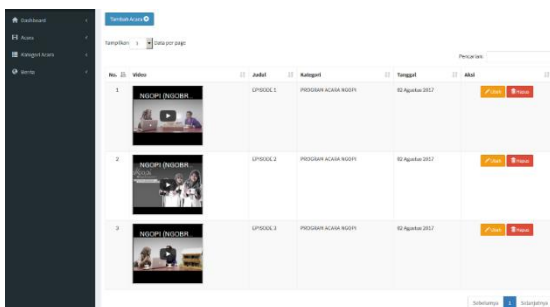 Dashboard
Tambah Acara
Acara
Tampilkan 3 Data per page
Kategori Acara
Pencarian:
Berita
No. Video Judul Kategori Tanggal Aksi
1 NGOPI (NGOBR... EPISODE 1 PROGRAM ACARA NGOPI 02 Agustus 2017 Ubah Hapus
2 NGOPI (NGOBR... EPISODE 2 PROGRAM ACARA NGOPI 02 Agustus 2017 Ubah Hapus
3 NGOPI (NGOBR... EPISODE 3 PROGRAM ACARA NGOPI 02 Agustus 2017 Ubah Hapus
Sebelumnya 1 Selanjutnya